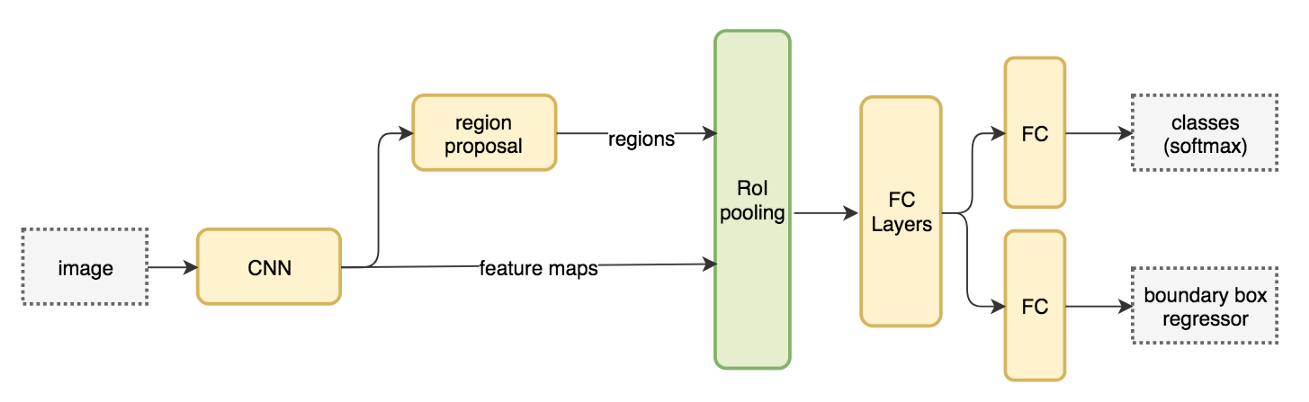 region
proposal
regions
image
CNN
feature maps
RoI
pooling
FC
Layers
FC
classes
(softmax)
FC
boundary box
regressor